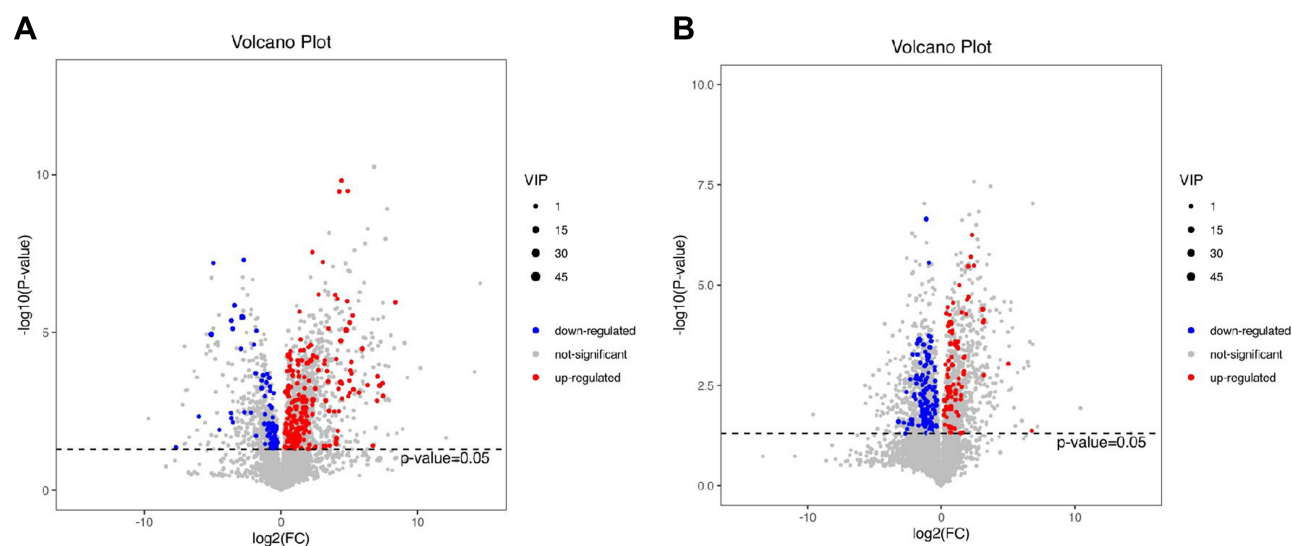 A
Volcano Plot
-log10(P-value)
10
5
0
-10
0
10
log2(FC)
p-value=0.05
VIP
1
15
30
45
down-regulated
not-significant
up-regulated
B
Volcano Plot
-log10(P-value)
10.0
7.5
5.0
2.5
0.0
-10
0
10
log2(FC)
p-value=0.05
VIP
1
15
30
45
down-regulated
not-significant
up-regulated